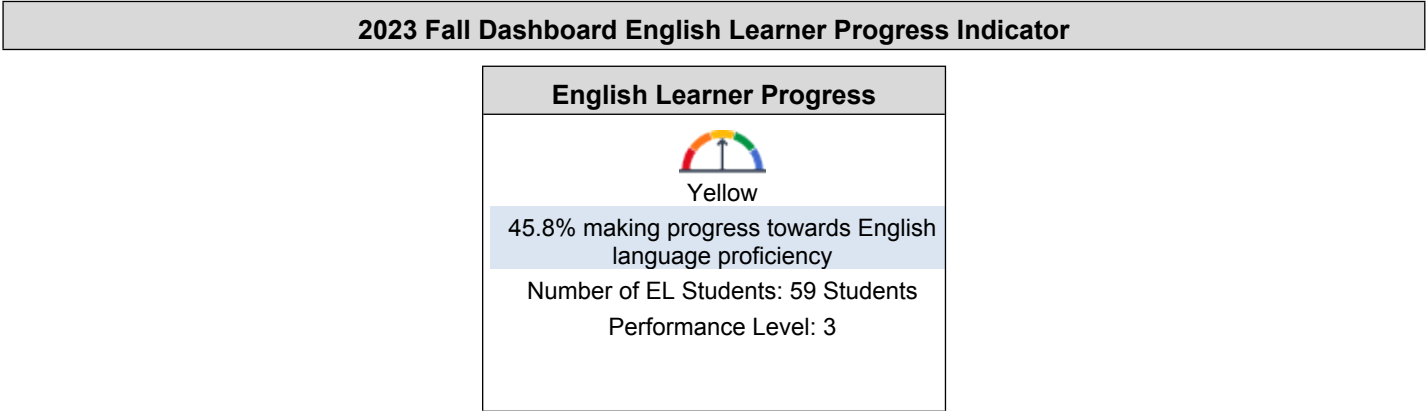 2023 Fall Dashboard English Learner Progress Indicator
English Learner Progress
Yellow
45.8% making progress towards English
language proficiency
Number of EL Students: 59 Students
Performance Level: 3